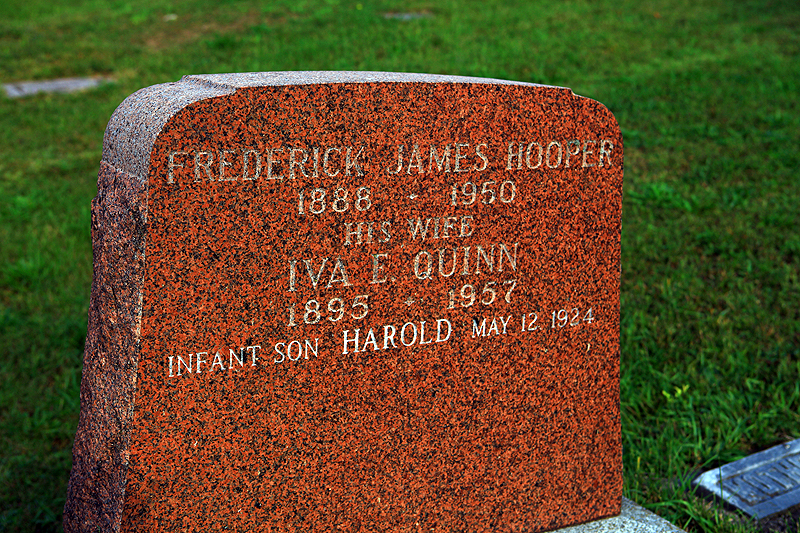 FREDERICK JAMES HOOPER
1888 - 1950
HIS WIFE
IVA E. QUINN
1895 - 1957
INFANT SON HAROLD MAY 12, 1924